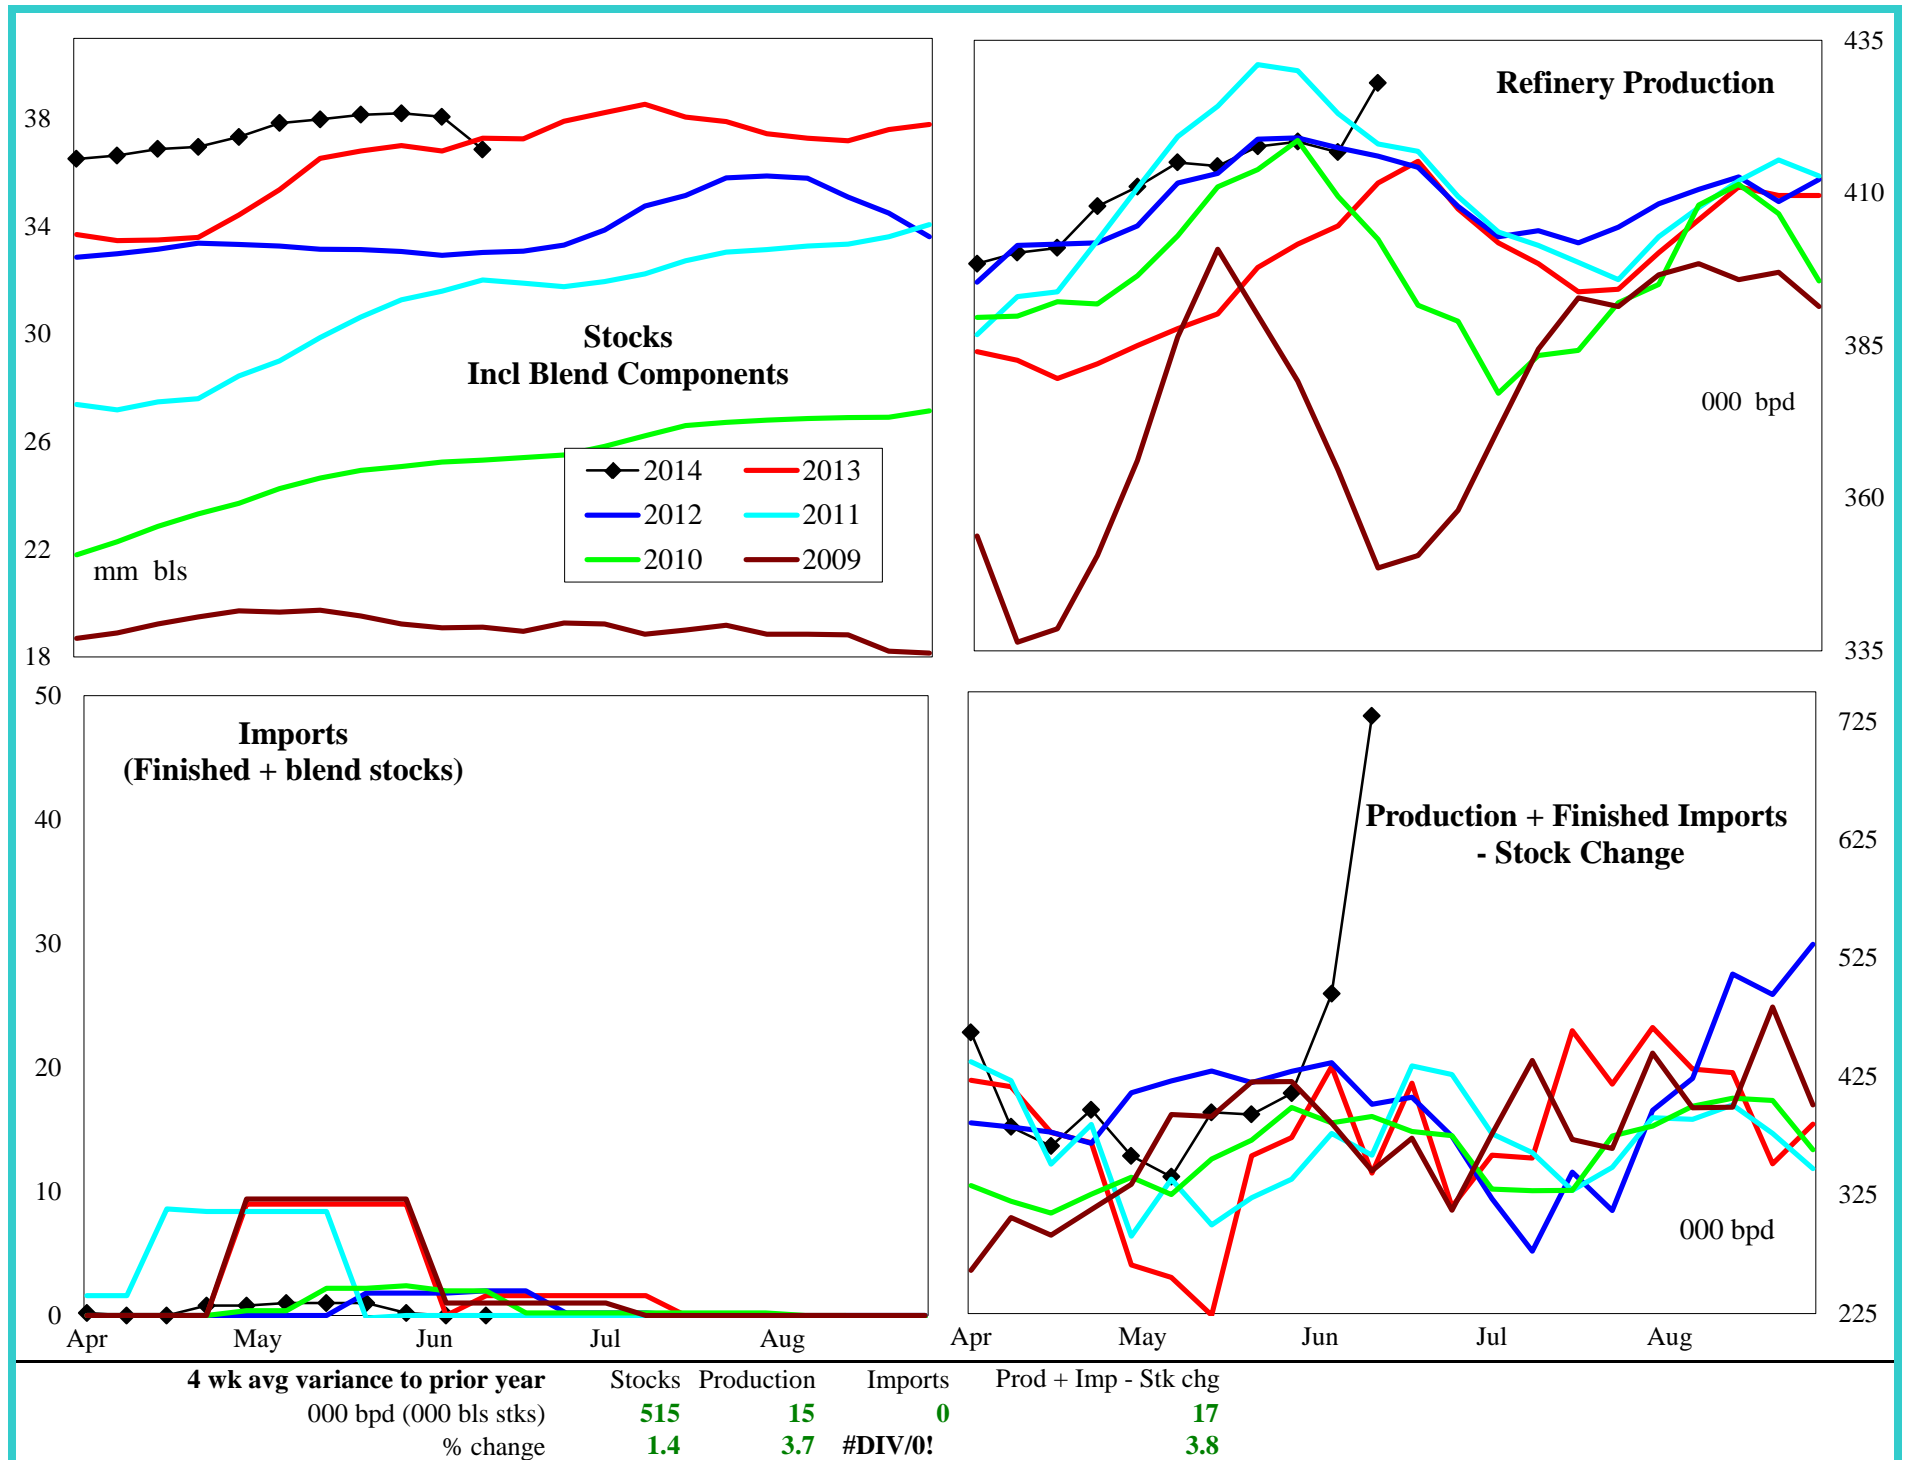 38
34
30
26
22
18
Stocks
Incl Blend Components
mm bls
2014
2013
2012
2011
2010
2009
Refinery Production
000 bpd
435
410
385
360
335
50
40
30
20
10
0
Imports
(Finished + blend stocks)
Apr May Jun Jul Aug
Production + Finished Imports
- Stock Change
000 bpd
725
625
525
425
325
225
Apr May Jun Jul Aug
4 wk avg variance to prior year Stocks Production Imports Prod + Imp - Stk chg
000 bpd (000 bls stks) 515 15 0 17
% change 1.4 3.7 #DIV/0! 3.8